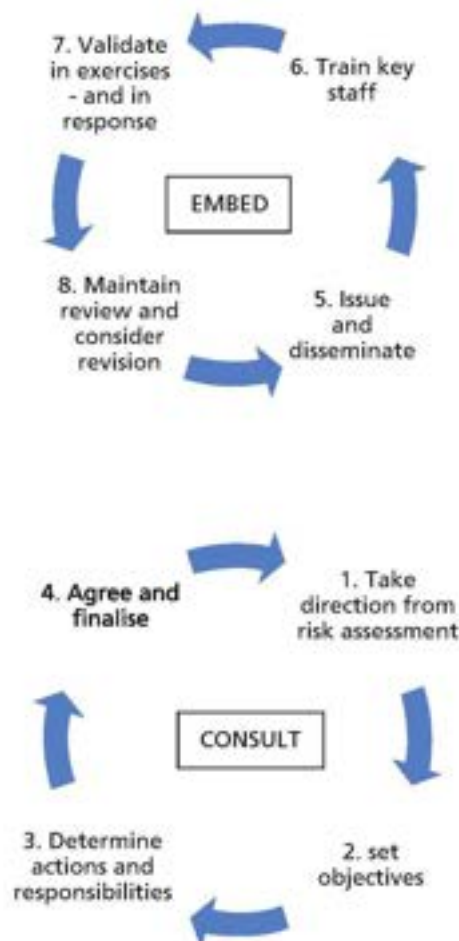 7. Validate
in exercises
- and in
response
6. Train key
staff
EMBED
8. Maintain
review and
consider
revision
5. Issue
and
disseminate
4. Agree and
finalise
1. Take
direction from
risk assessment
CONSULT
3. Determine
actions and
responsibilities
2. set
objectives